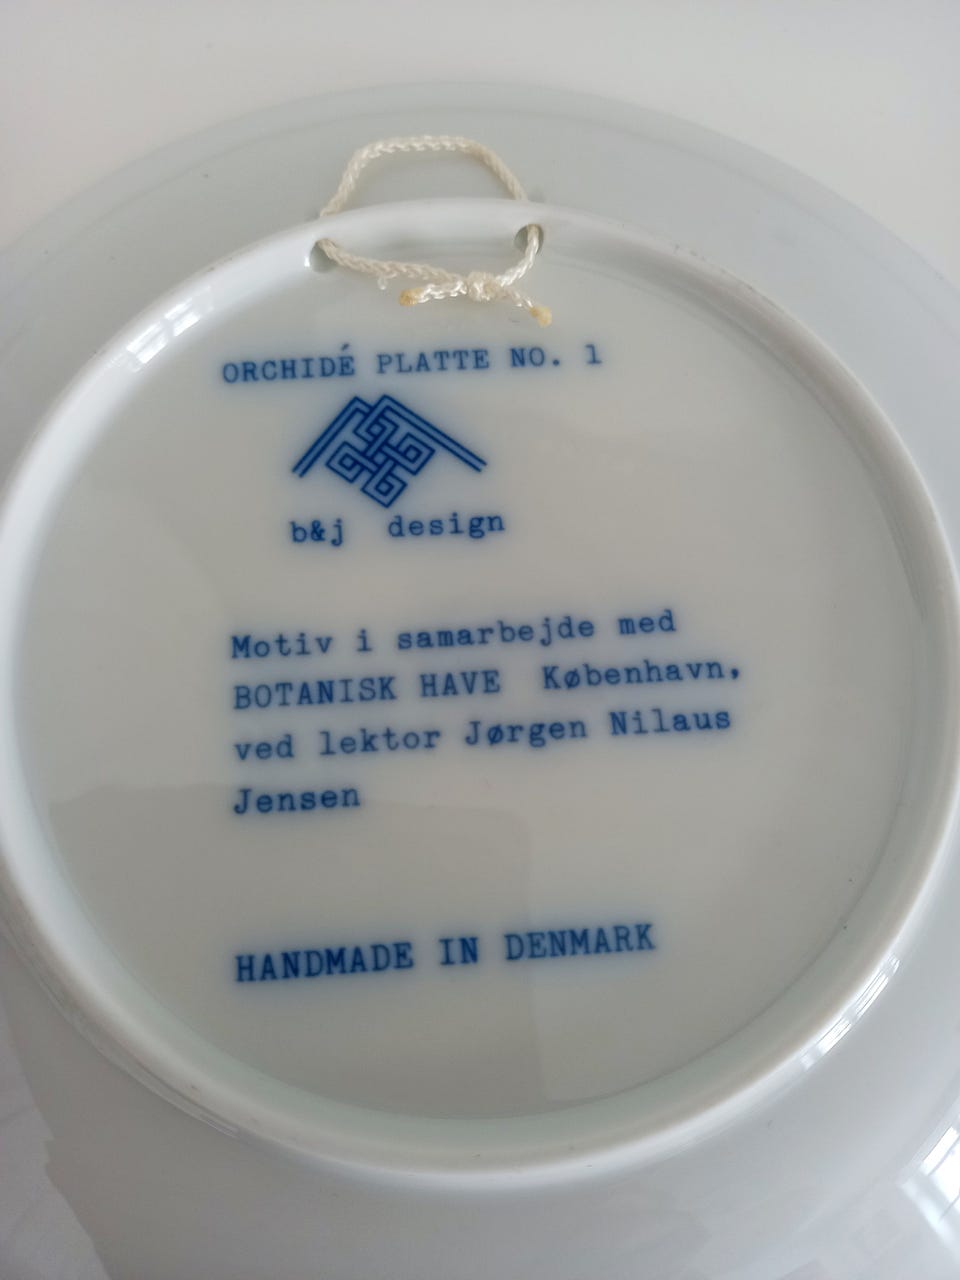 ORCHIDÉ PLATTE NO. 1
b&j design
Motiv i samarbejde med
BOTANISK HAVE København,
ved lektor Jørgen Nilaus
Jensen
HANDMADE IN DENMARK